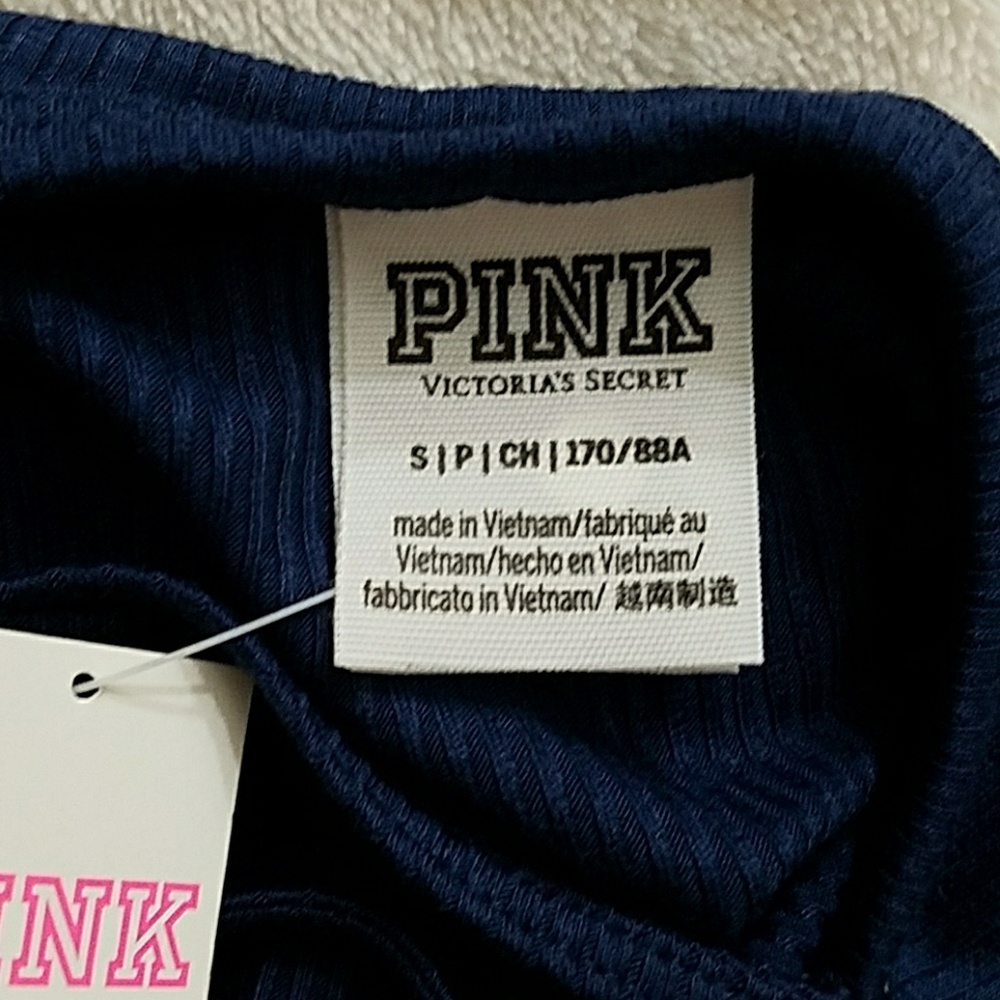 PINK
VICTORIA'S SECRET
S | P | CH | 170/88A
made in Vietnam/fabriqué au
Vietnam/hecho en Vietnam/
fabbricato in Vietnam/ 越南制造
INK